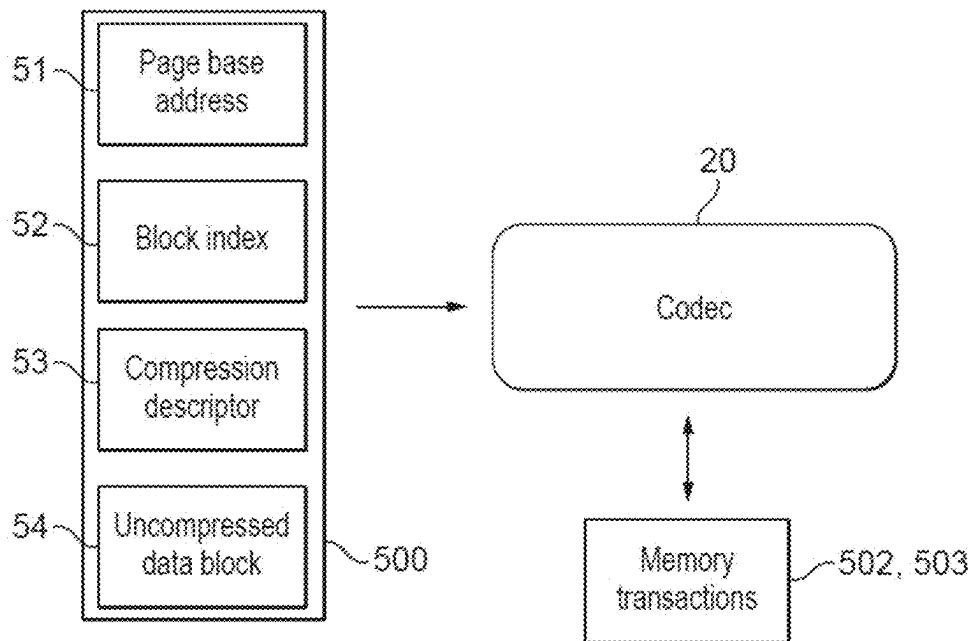 51
Page base
address
52
Block index
53
Compression
descriptor
54
Uncompressed
data block
500
20
Codec
Memory
transactions
502, 503